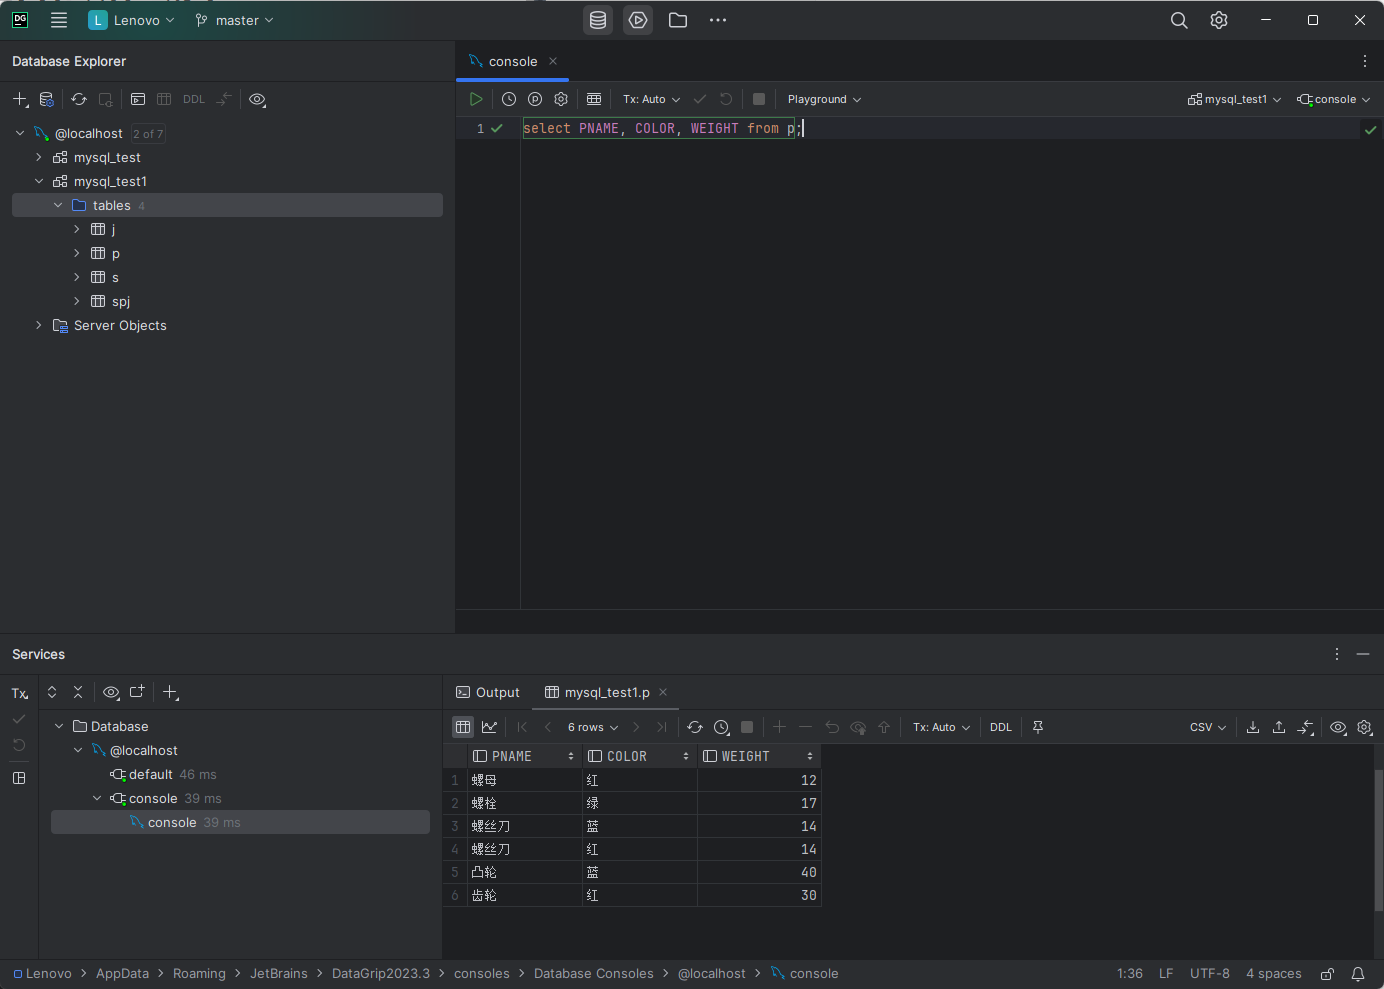 DG
L Lenovo master
Database Explorer
DDL
@localhost 2 of 7
mysql_test
mysql_test1
tables 4
j
p
s
spj
Server Objects
console
Tx: Auto Playground mysql_test1 console
1 select PNAME, COLOR, WEIGHT from p;
Services
Tx
Database
@localhost
default 46 ms
console 39 ms
console 39 ms
Output mysql_test1.p
6 rows Tx: Auto DDL CSV
PNAME COLOR WEIGHT
1 螺母 红 12
2 螺栓 绿 17
3 螺丝刀 蓝 14
4 螺丝刀 红 14
5 凸轮 蓝 40
6 齿轮 红 30
Lenovo > AppData > Roaming > JetBrains > DataGrip2023.3 > consoles > Database Consoles > @localhost > console 1:36 LF UTF-8 4 spaces